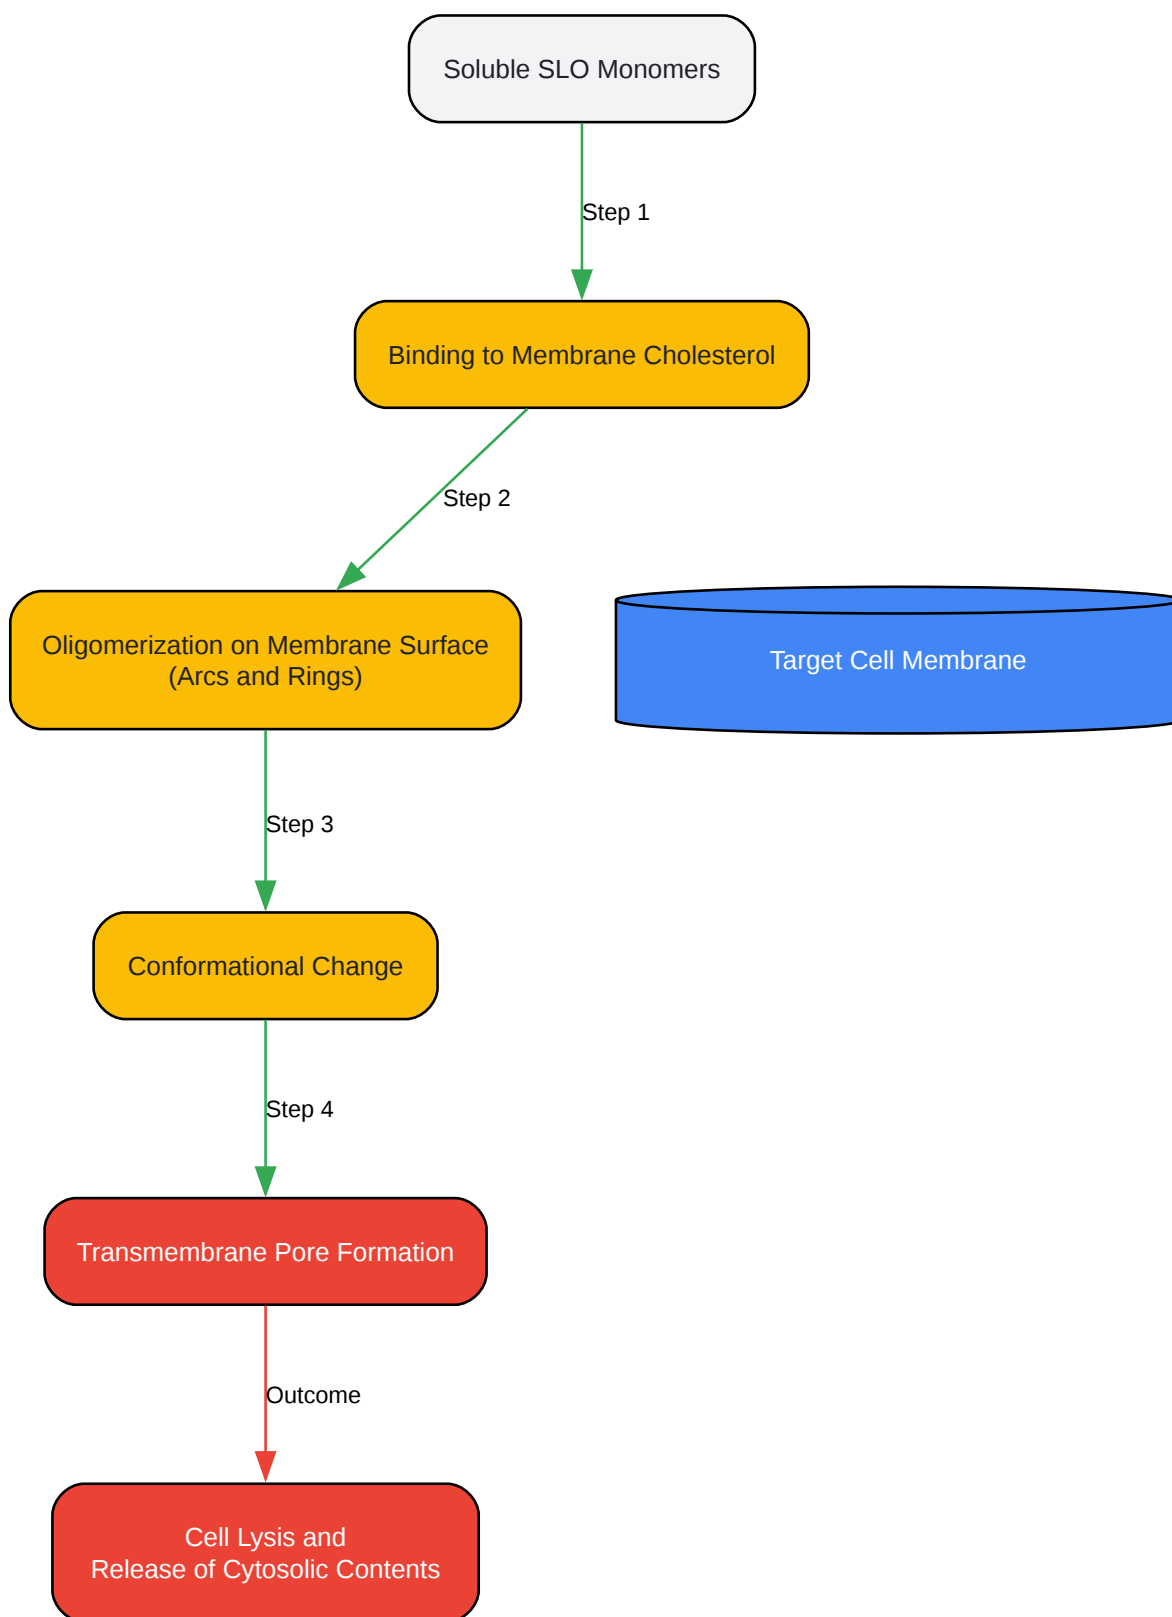 Soluble SLO Monomers
Step 1
Binding to Membrane Cholesterol
Step 2
Oligomerization on Membrane Surface
(Arcs and Rings)
Target Cell Membrane
Step 3
Conformational Change
Step 4
Transmembrane Pore Formation
Outcome
Cell Lysis and
Release of Cytosolic Contents